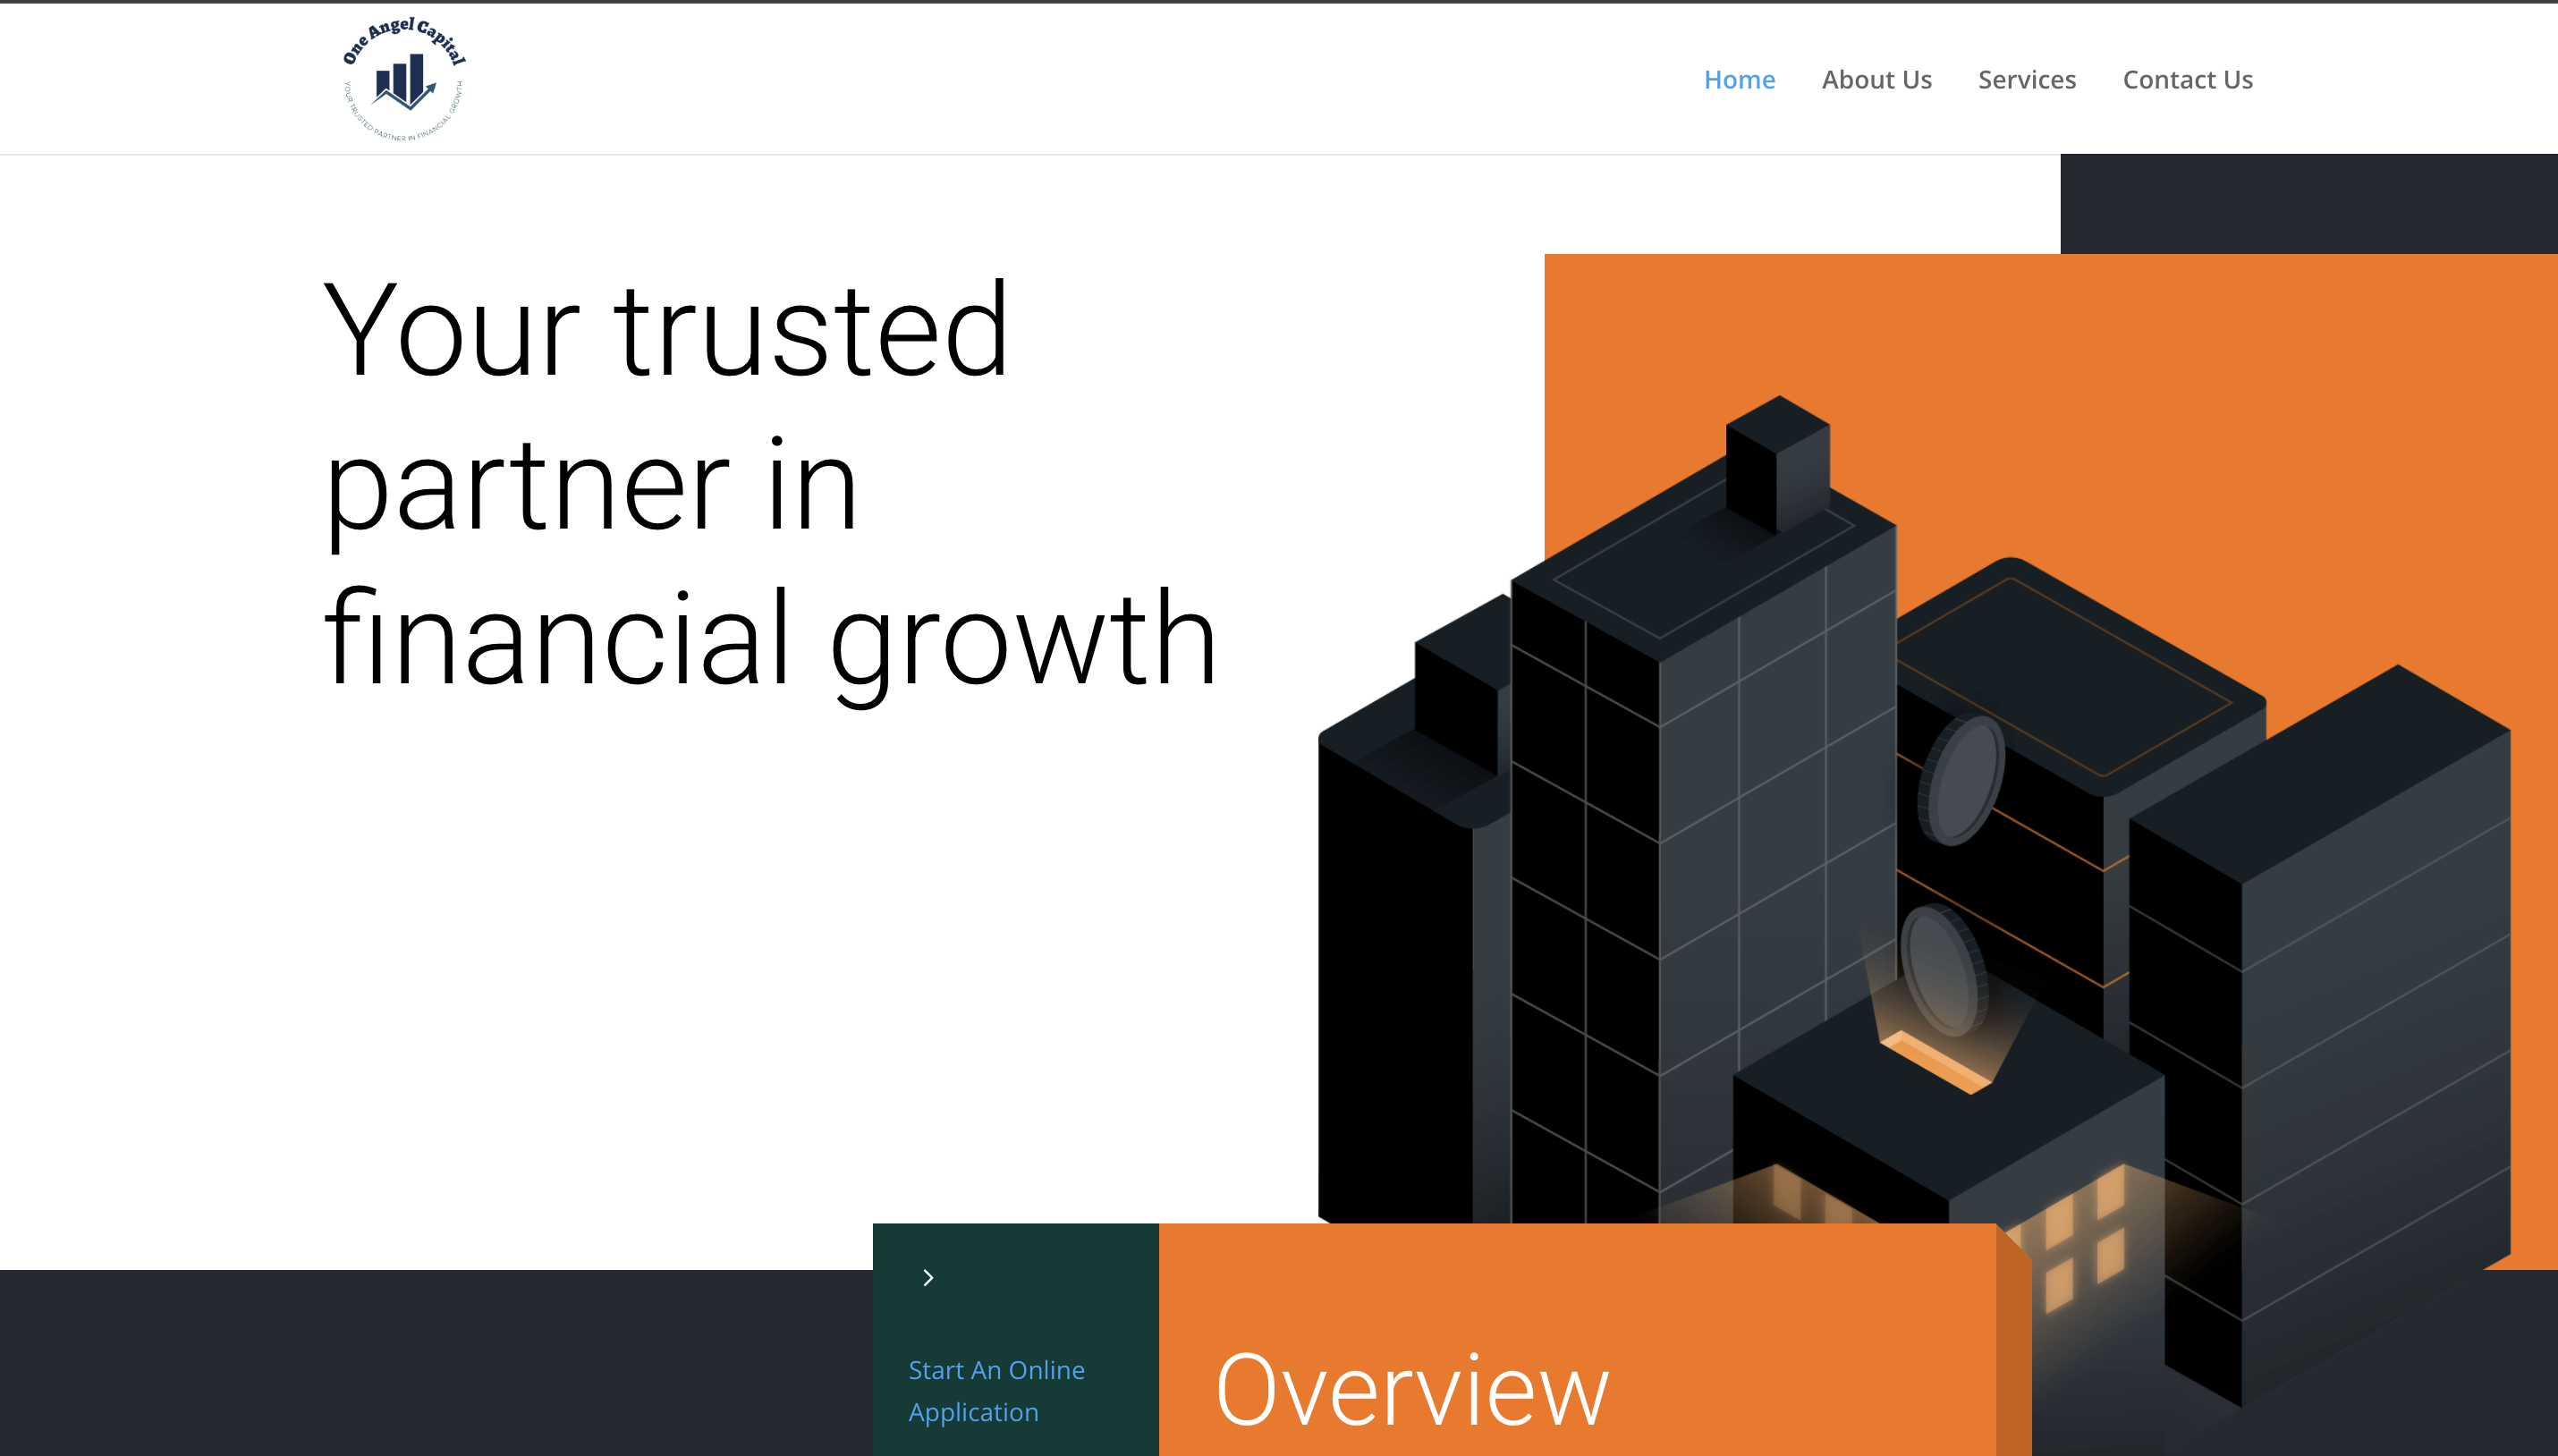 One Angel Capital
YOUR TRUSTED PARTNER IN FINANCIAL GROWTH
Home
About Us
Services
Contact Us
Your trusted
partner in
financial growth
Start An Online
Application
Overview